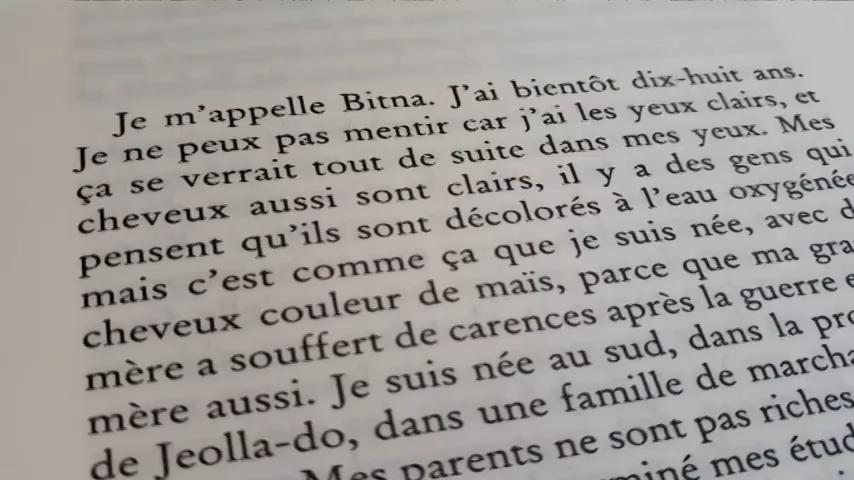 Je m'appelle Bitna. J'ai bientôt dix-huit ans.
Je ne peux pas mentir car j'ai les yeux clairs, et
ça se verrait tout de suite dans mes yeux. Mes
cheveux aussi sont clairs, il y a des gens qui
pensent qu'ils sont décolorés à l'eau oxygénée
mais c'est comme ça que je suis née, avec
cheveux couleur de maïs, parce que ma
mère a souffert de carences après la guerre
mère aussi. Je suis née au sud, dans la
de Jeolla-do, dans une famille de
Mes parents ne sont pas riches
mes